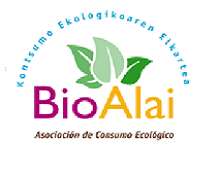 Kontsumo Ekologikoaren Elkartea
BioAlai
Asociación de Consumo Ecológico